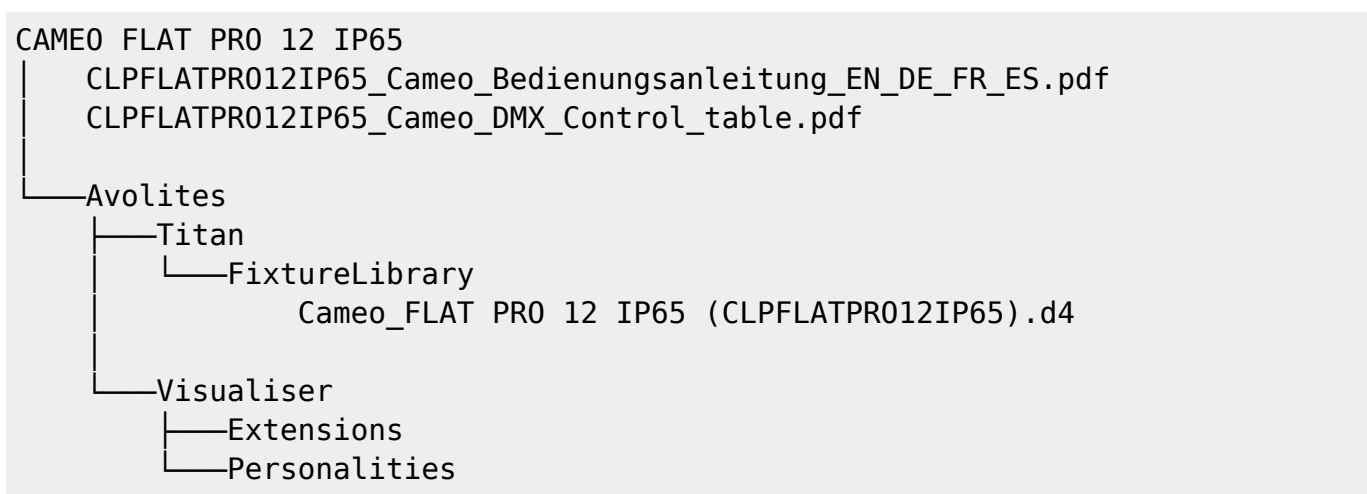 CAMEO FLAT PRO 12 IP65
│   CLPFLATPRO12IP65_Cameo_Bedienungsanleitung_EN_DE_FR_ES.pdf
│   CLPFLATPRO12IP65_Cameo_DMX_Control_table.pdf
│
└───Avolites
    ├───Titan
    │   └───FixtureLibrary
    │           Cameo_FLAT PRO 12 IP65 (CLPFLATPRO12IP65).d4
    │
    └───Visualiser
        ├───Extensions
        └───Personalities